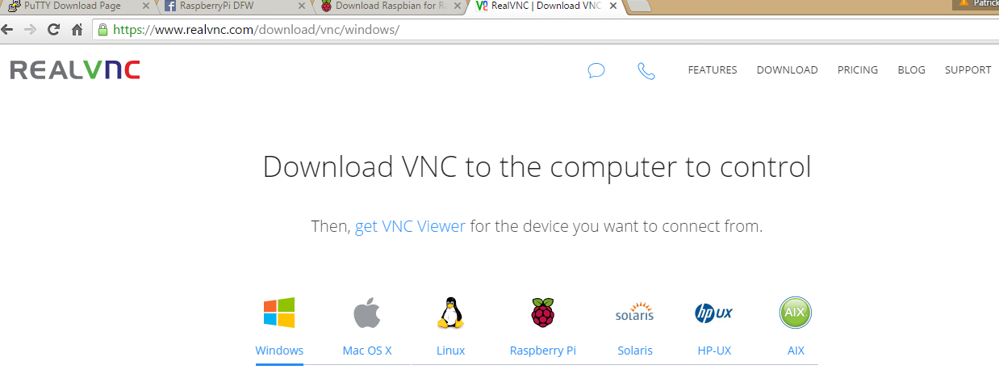 PuTTY Download Page
RaspberryPi DFW
Download Raspbian for R
RealVNC | Download VNC
Patrick
https://www.realvnc.com/download/vnc/windows/
REALVNC
FEATURES
DOWNLOAD
PRICING
BLOG
SUPPORT
Download VNC to the computer to control
Then, get VNC Viewer for the device you want to connect from.
solaris
hp UX
AIX
Windows
Mac OS X
Linux
Raspberry Pi
Solaris
HP-UX
AIX